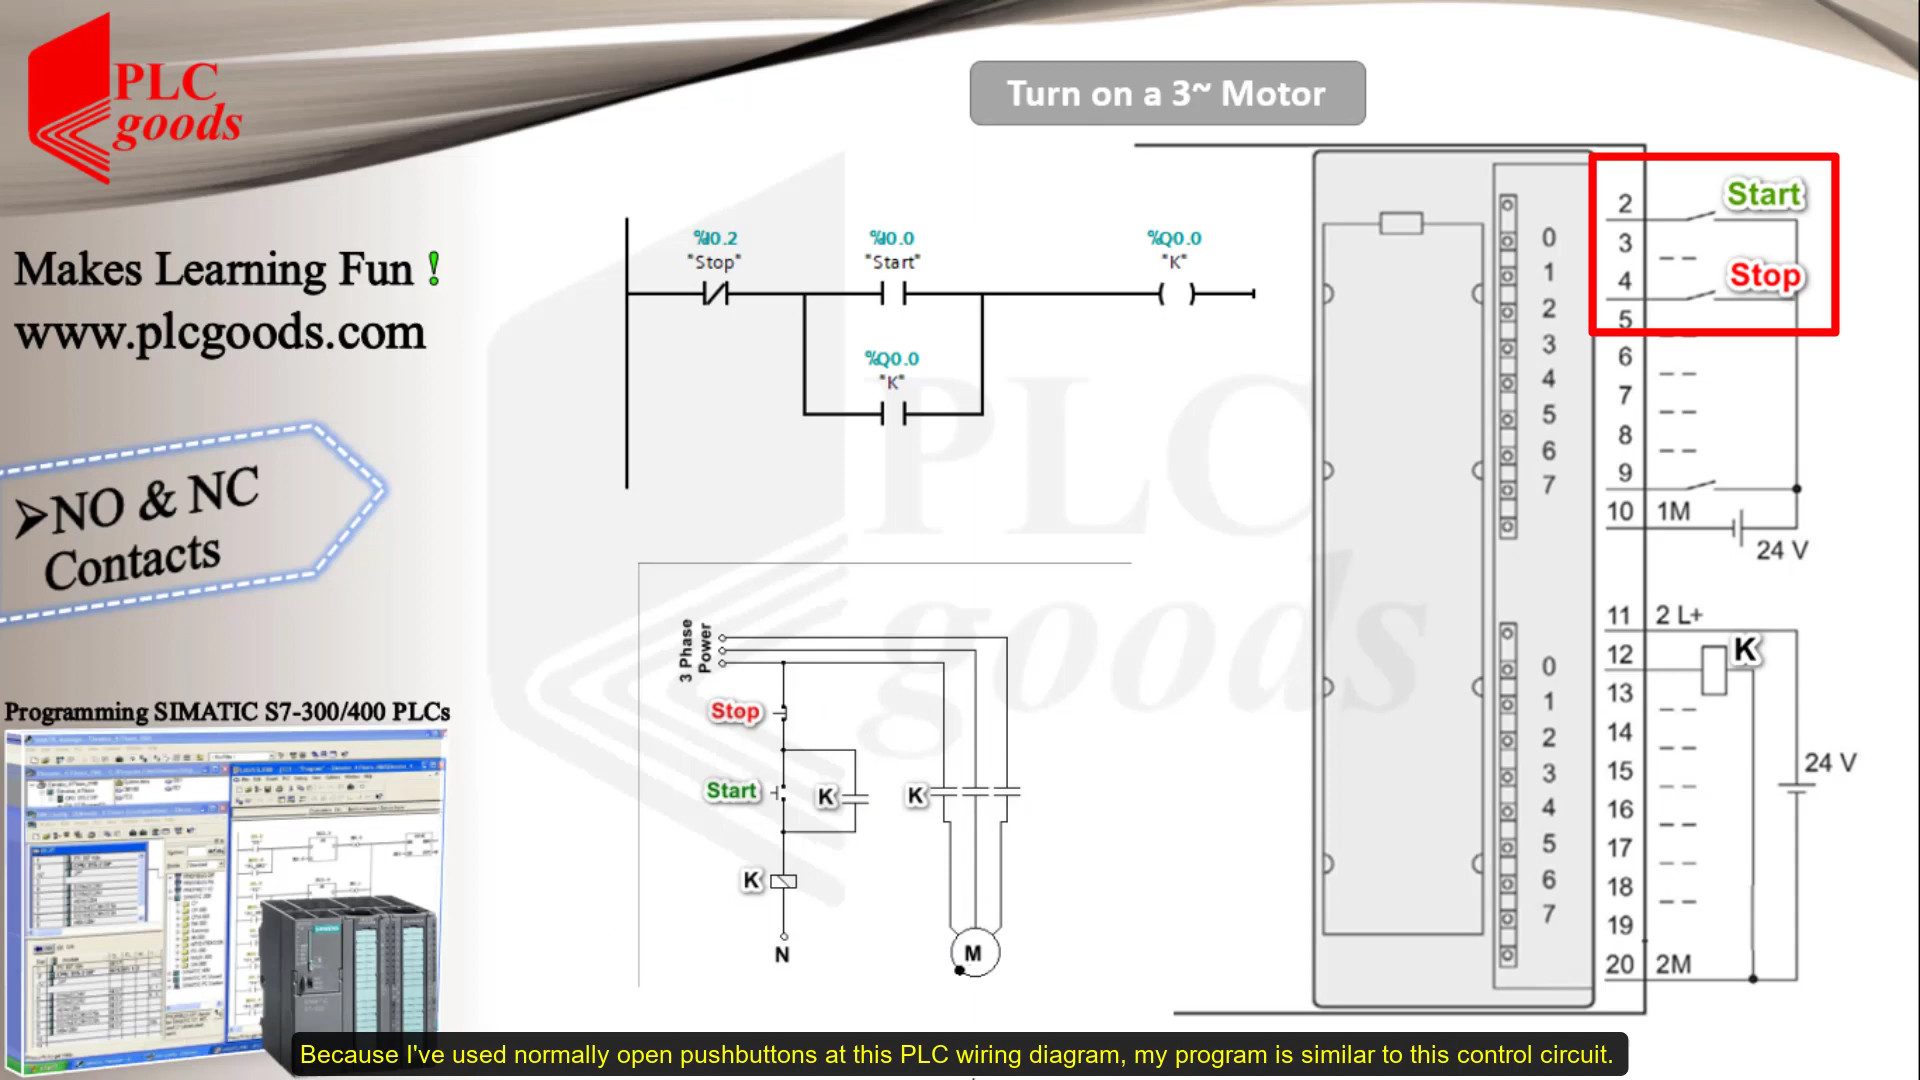 PLC
goods
Turn on a 3~ Motor
Makes Learning Fun !
www.plcgoods.com
➢NO & NC
Contacts
Programming SIMATIC S7-300/400 PLCs
%I0.2
"Stop"
%I0.0
"Start"
%Q0.0
"K"
%Q0.0
"K"
3 Phase
Power
Stop
Start
K
K
K
N
M
0
1
2
3
4
5
6
7
0
1
2
3
4
5
6
7
2
Start
3
4
Stop
5
6
7
8
9
10 1M
24 V
11 2 L+
12
K
13
14
15
24 V
16
17
18
19
20 2M
PLC
goods
SIEMENS
Because I've used normally open pushbuttons at this PLC wiring diagram, my program is similar to this control circuit.